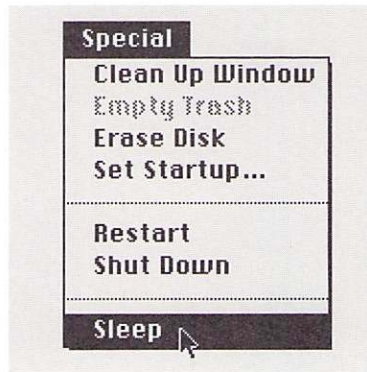 Special
Clean Up Window
Empty Trash
Erase Disk
Set Startup...
Restart
Shut Down
Sleep